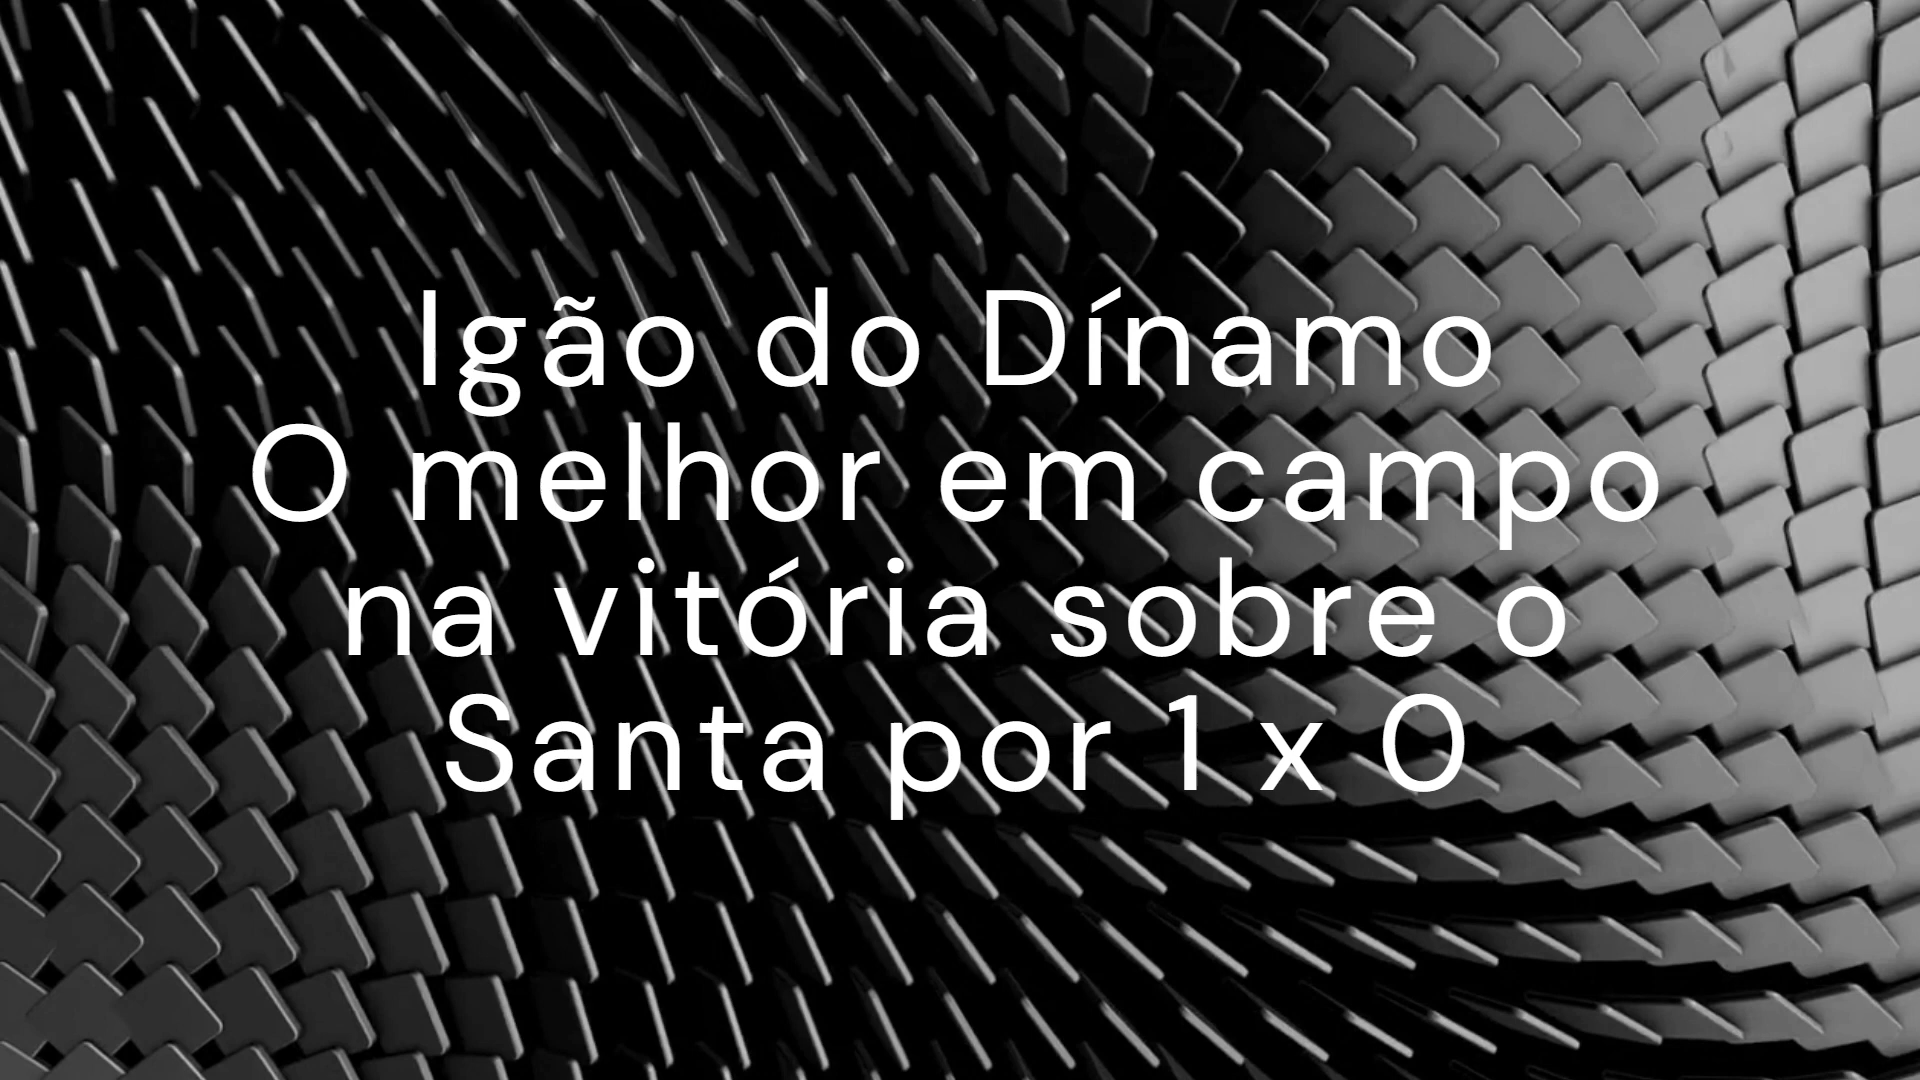 Igão do Dínamo
O melhor em campo
na vitória sobre o
Santa por 1 x 0